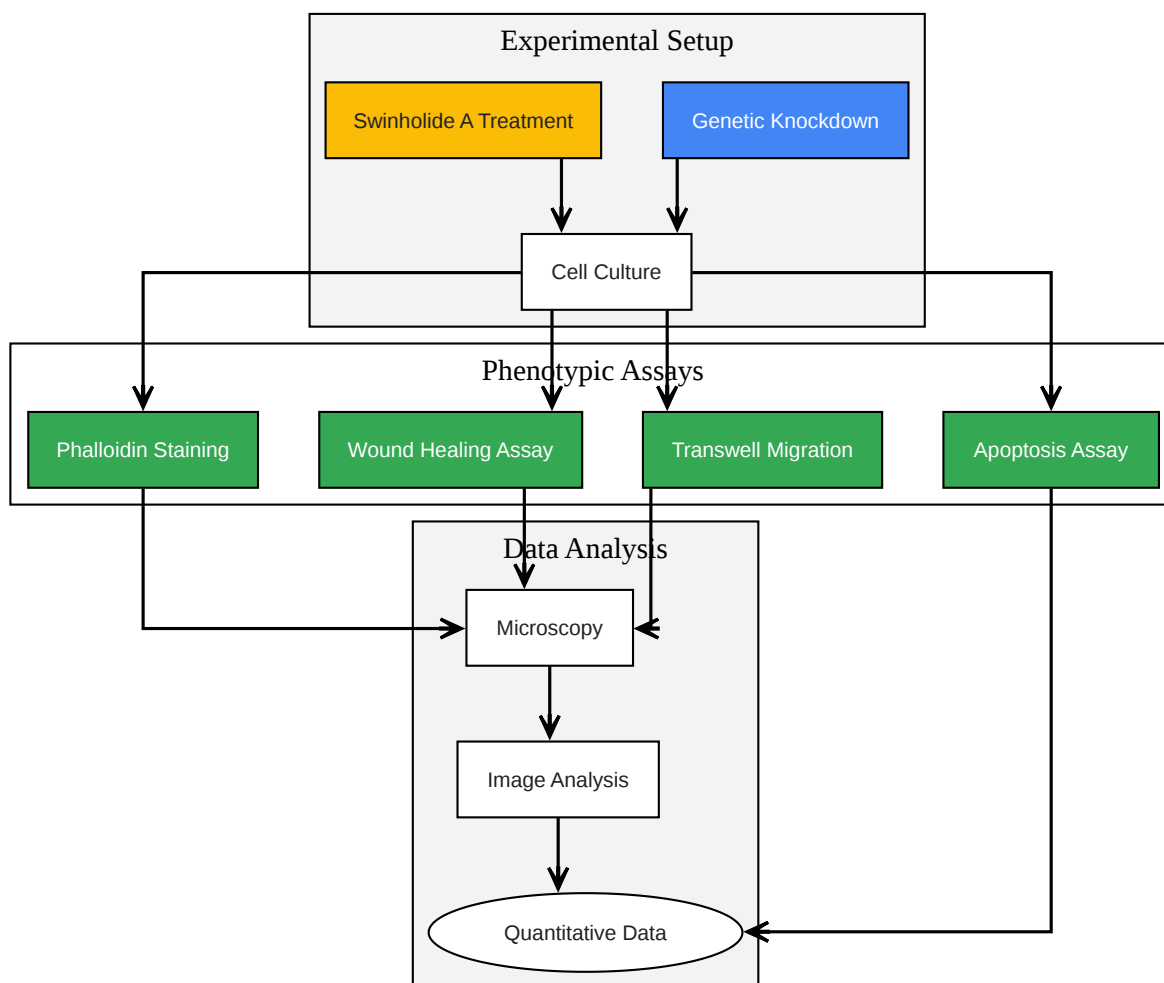 Experimental Setup
Swinholide A Treatment
Genetic Knockdown
Cell Culture
Phenotypic Assays
Phalloidin Staining
Wound Healing Assay
Transwell Migration
Apoptosis Assay
Data Analysis
Microscopy
Image Analysis
Quantitative Data